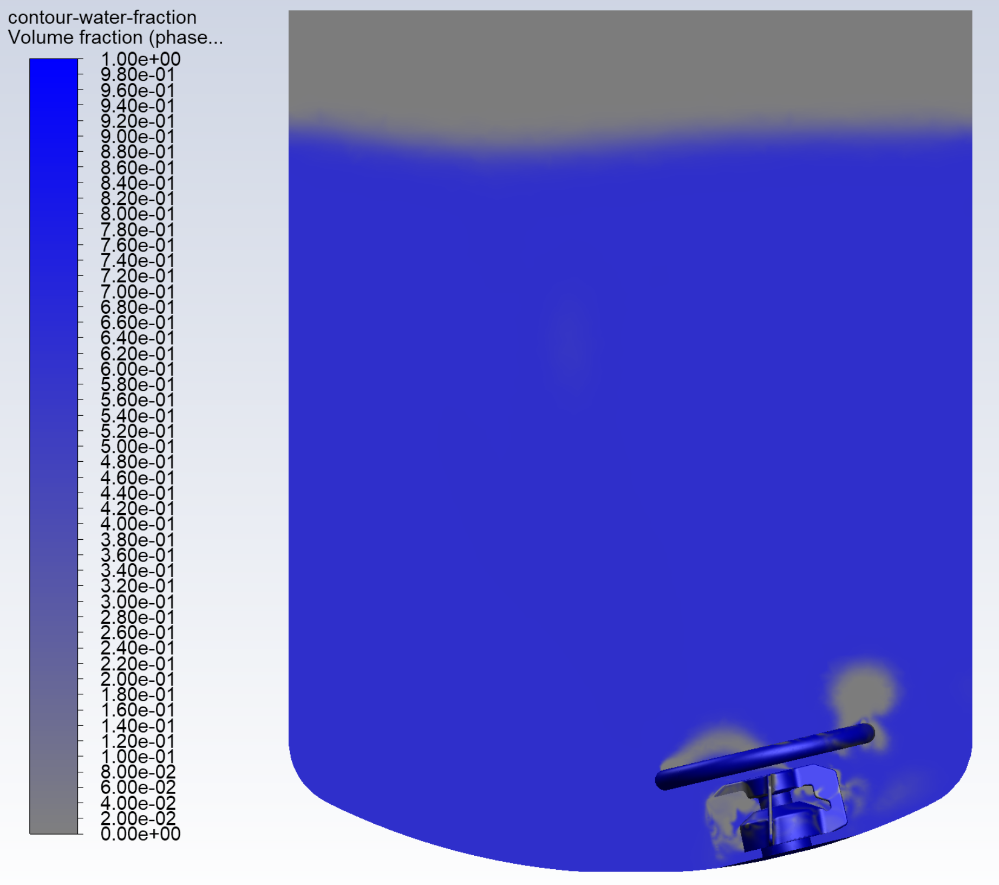 contour-water-fraction
Volume fraction (phase...
1.00e+00
9.80e-01
9.60e-01
9.40e-01
9.20e-01
9.00e-01
8.80e-01
8.60e-01
8.40e-01
8.20e-01
8.00e-01
7.80e-01
7.60e-01
7.40e-01
7.20e-01
7.00e-01
6.80e-01
6.60e-01
6.40e-01
6.20e-01
6.00e-01
5.80e-01
5.60e-01
5.40e-01
5.20e-01
5.00e-01
4.80e-01
4.60e-01
4.40e-01
4.20e-01
4.00e-01
3.80e-01
3.60e-01
3.40e-01
3.20e-01
3.00e-01
2.80e-01
2.60e-01
2.40e-01
2.20e-01
2.00e-01
1.80e-01
1.60e-01
1.40e-01
1.20e-01
1.00e-01
8.00e-02
6.00e-02
4.00e-02
2.00e-02
0.00e+00